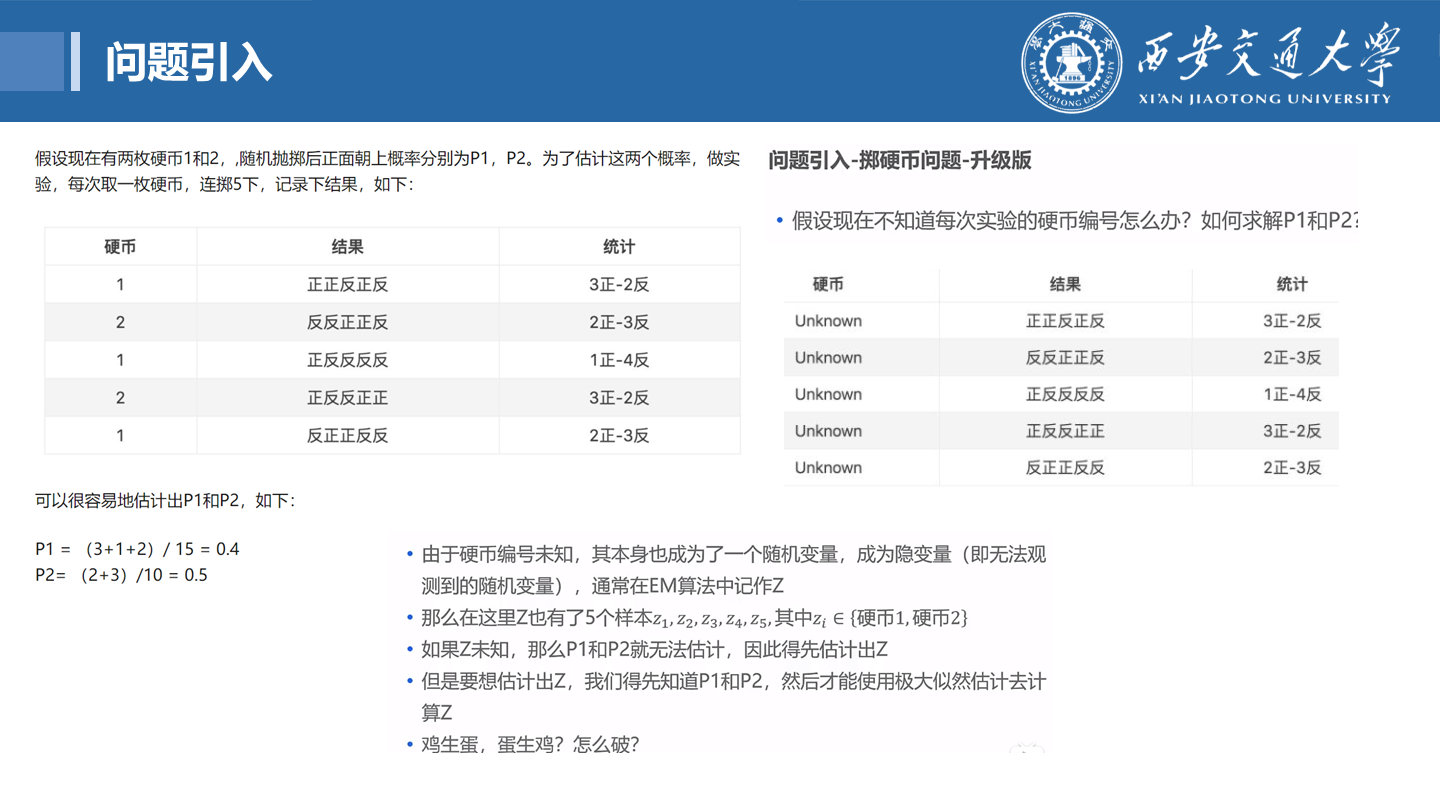 问题引入
西安交通大學
XI'AN JIAOTONG UNIVERSITY
XI'AN JIAOTONG UNIVERSITY
1896
假设现在有两枚硬币1和2，,随机抛掷后正面朝上概率分别为P1，P2。为了估计这两个概率，做实
验，每次取一枚硬币，连掷5下，记录下结果，如下：
硬币 结果 统计
1 正正反正反 3正-2反
2 反反正正反 2正-3反
1 正反反反反 1正-4反
2 正反反正正 3正-2反
1 反正正反反 2正-3反
可以很容易地估计出P1和P2，如下：
P1 = （3+1+2）/ 15 = 0.4
P2= （2+3）/10 = 0.5
问题引入-掷硬币问题-升级版
• 假设现在不知道每次实验的硬币编号怎么办？如何求解P1和P2?
硬币 结果 统计
Unknown 正正反正反 3正-2反
Unknown 反反正正反 2正-3反
Unknown 正反反反反 1正-4反
Unknown 正反反正正 3正-2反
Unknown 反正正反反 2正-3反
• 由于硬币编号未知，其本身也成为了一个随机变量，成为隐变量（即无法观
测到的随机变量），通常在EM算法中记作Z
• 那么在这里Z也有了5个样本z₁, z₂, z₃, z₄, z₅,其中zᵢ ∈ {硬币1, 硬币2}
• 如果Z未知，那么P1和P2就无法估计，因此得先估计出Z
• 但是要想估计出Z，我们得先知道P1和P2，然后才能使用极大似然估计去计
算Z
• 鸡生蛋，蛋生鸡？怎么破？